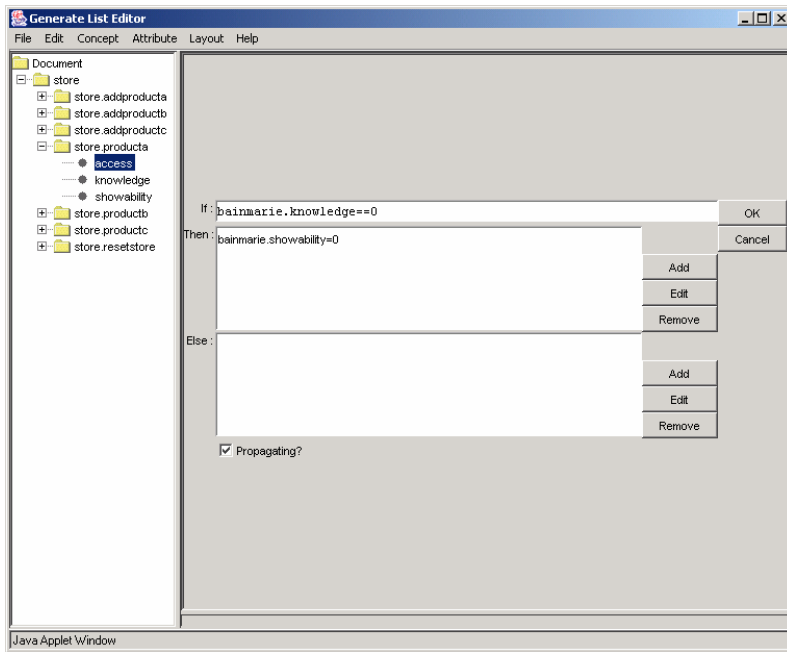 Generate List Editor
File Edit Concept Attribute Layout Help
Document
store
store.addproducta
store.addproductb
store.addproductc
store.producta
access
knowledge
showability
store.productb
store.productc
store.resetstore
If : bainmarie.knowledge==0 OK
Then : bainmarie.showability=0 Cancel
Add
Edit
Remove
Else :
Add
Edit
Remove
Propagating?
Java Applet Window